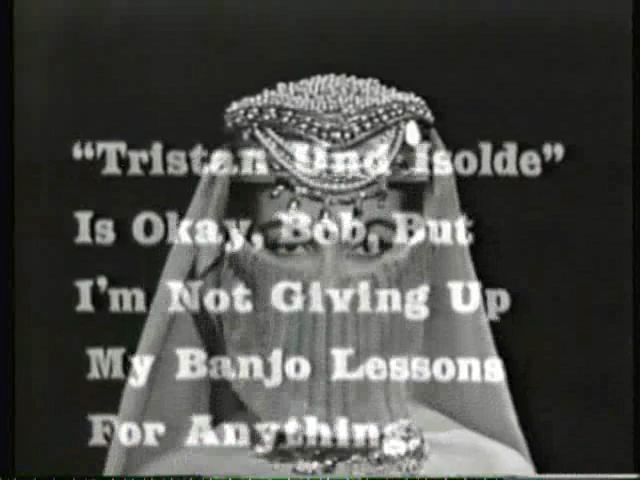 “Tristan Und Isolde”
Is Okay, Bob, But
I'm Not Giving Up
My Banjo Lessons
For Anything.